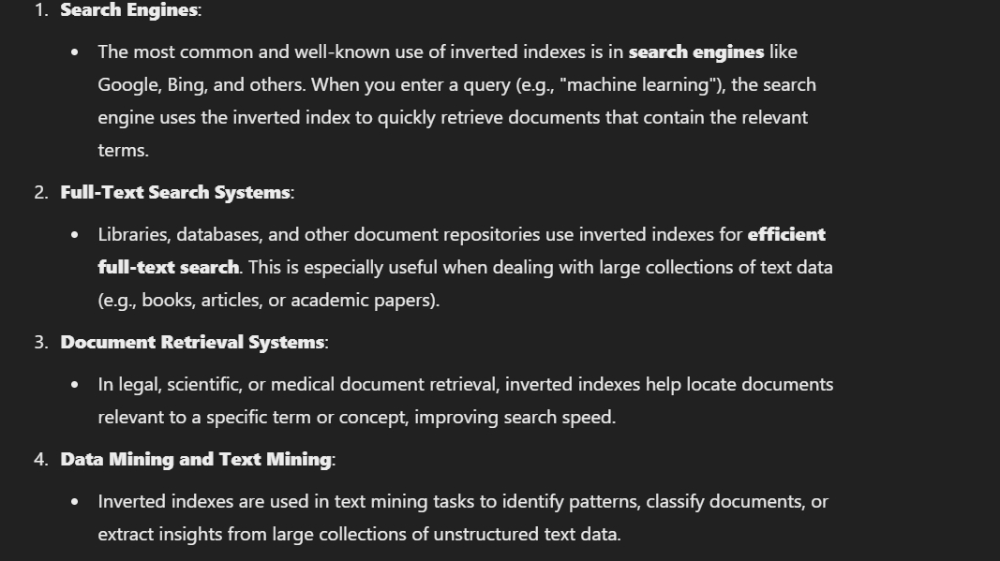 1. Search Engines:
• The most common and well-known use of inverted indexes is in search engines like
Google, Bing, and others. When you enter a query (e.g., "machine learning"), the search
engine uses the inverted index to quickly retrieve documents that contain the relevant
terms.
2. Full-Text Search Systems:
• Libraries, databases, and other document repositories use inverted indexes for efficient
full-text search. This is especially useful when dealing with large collections of text data
(e.g., books, articles, or academic papers).
3. Document Retrieval Systems:
• In legal, scientific, or medical document retrieval, inverted indexes help locate documents
relevant to a specific term or concept, improving search speed.
4. Data Mining and Text Mining:
• Inverted indexes are used in text mining tasks to identify patterns, classify documents, or
extract insights from large collections of unstructured text data.